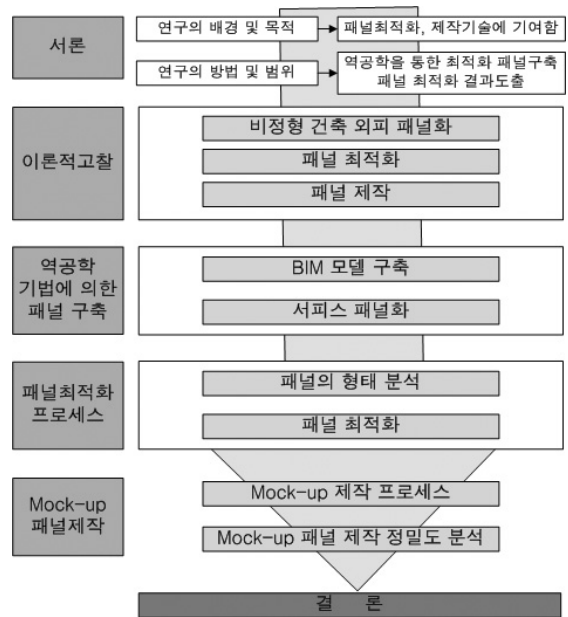 서론
연구의 배경 및 목적
패널최적화, 제작기술에 기여함
연구의 방법 및 범위
역공학을 통한 최적화 패널구축
패널 최적화 결과도출
이론적고찰
비정형 건축 외피 패널화
패널 최적화
패널 제작
역공학
기법에 의한
패널 구축
BIM 모델 구축
서피스 패널화
패널최적화
프로세스
패널의 형태 분석
패널 최적화
Mock-up
패널제작
Mock-up 제작 프로세스
Mock-up 패널 제작 정밀도 분석
결 론